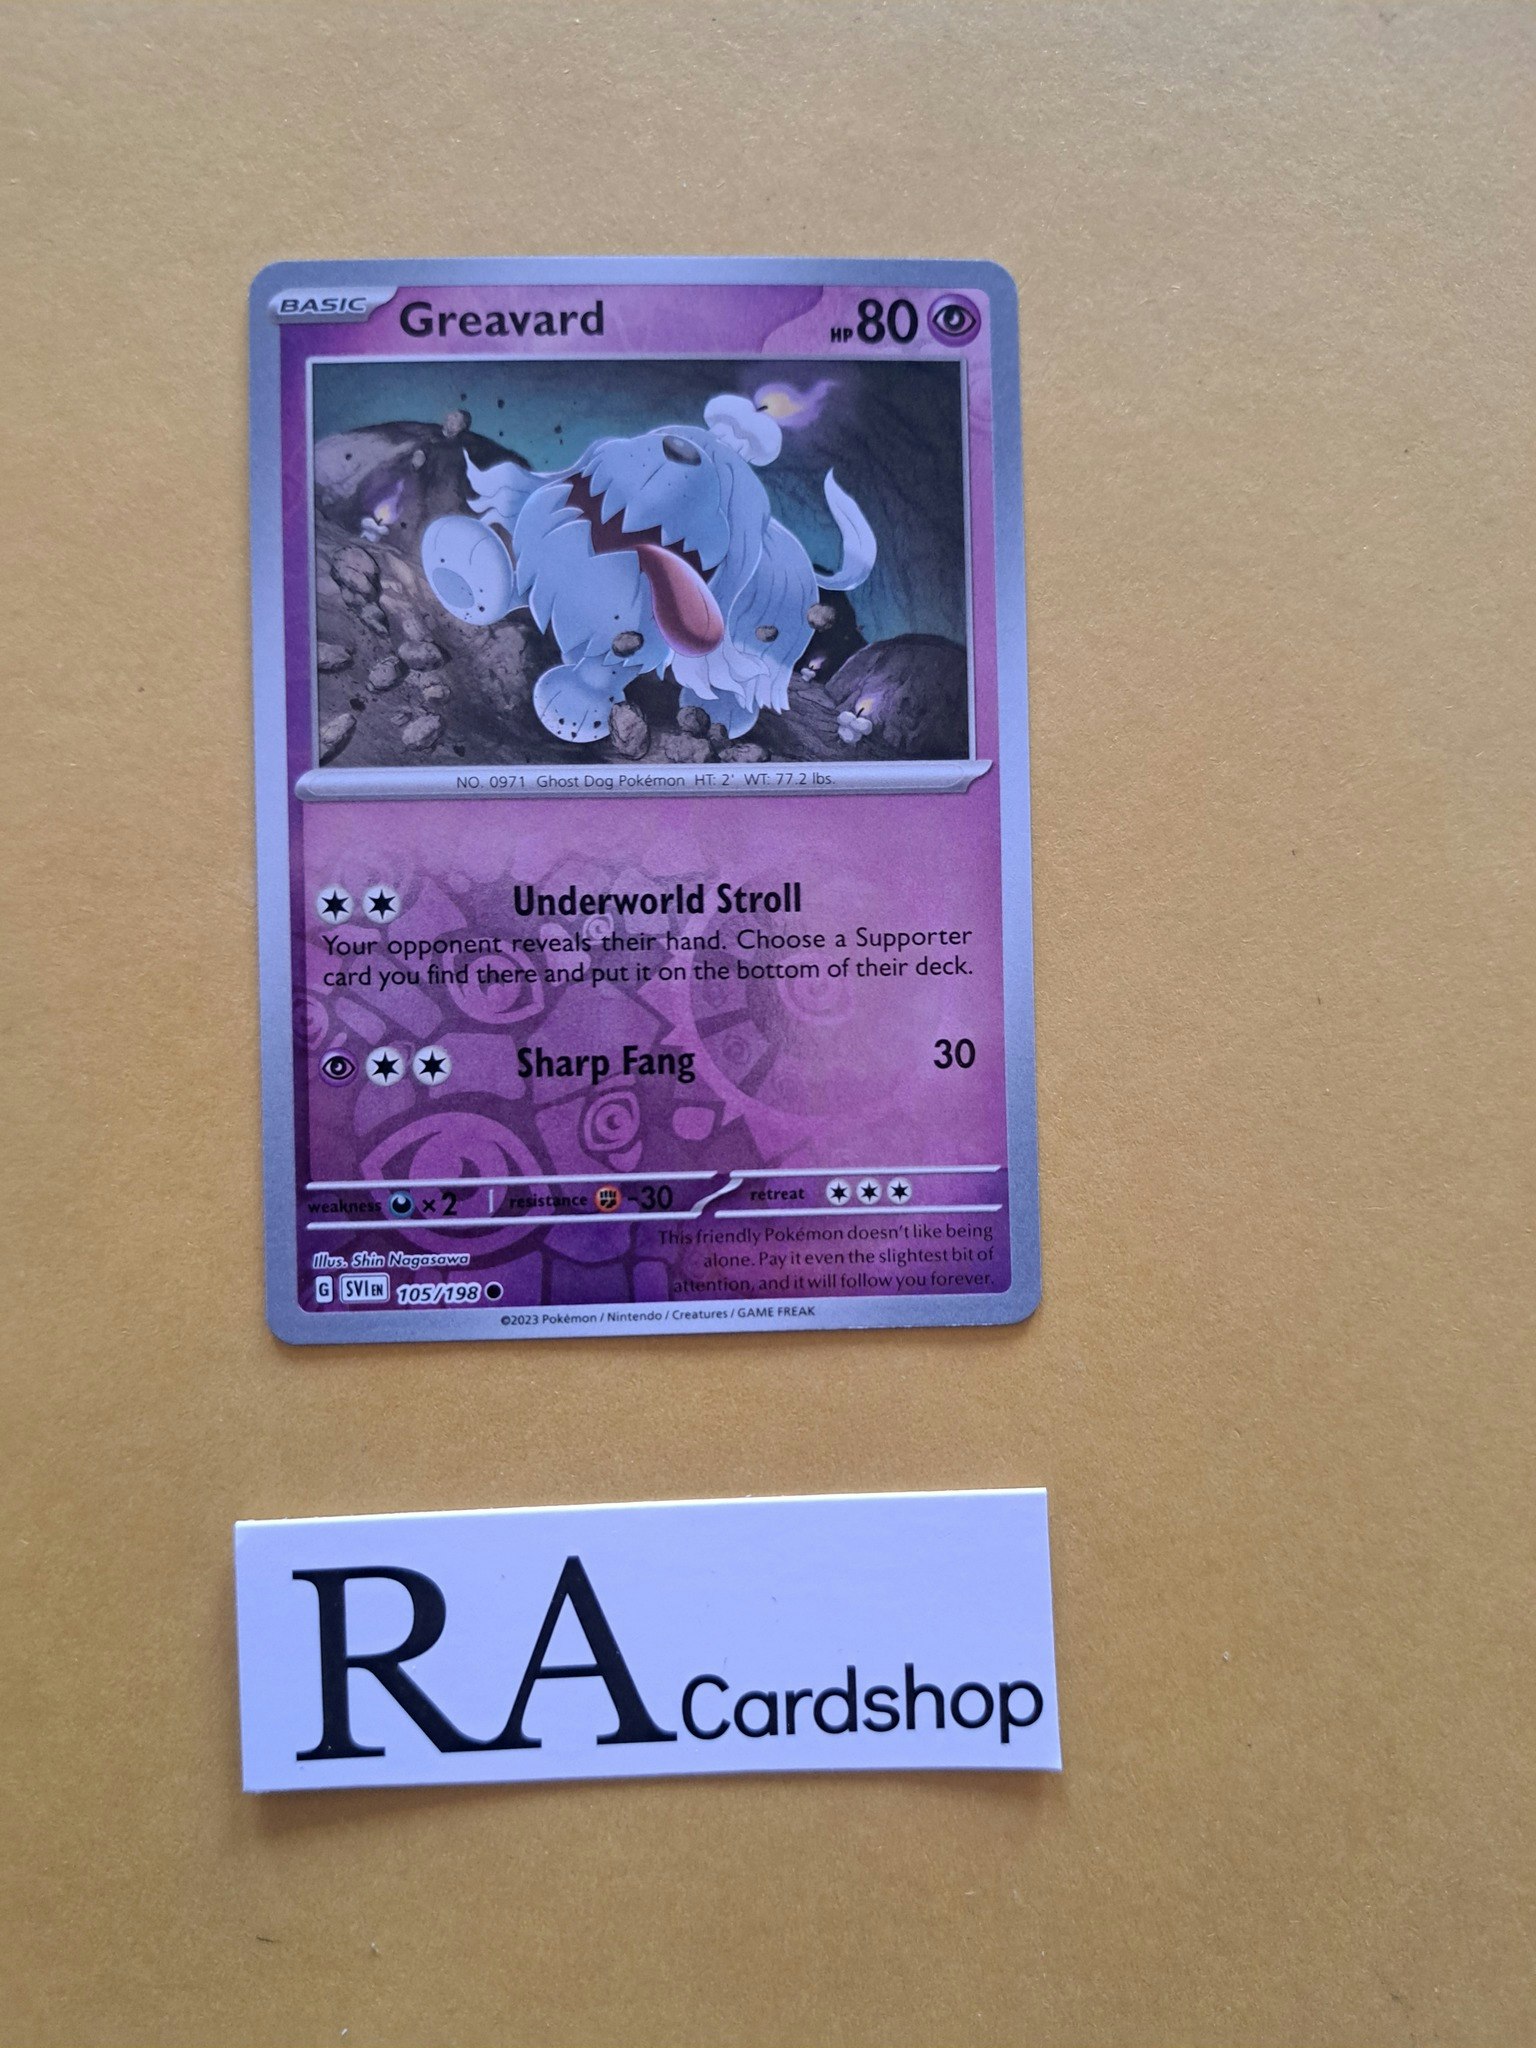 BASIC Greavard HP 80
NO. 0971 Ghost Dog Pokémon HT: 2' WT: 77.2 lbs.
Underworld Stroll
Your opponent reveals their hand. Choose a Supporter
card you find there and put it on the bottom of their deck.
Sharp Fang 30
weakness ×2 resistance -30 retreat
This friendly Pokémon doesn't like being
alone. Pay it even the slightest bit of
attention, and it will follow you forever.
Illus. Shin Nagasawa
G SVI EN 105/198
©2023 Pokémon / Nintendo / Creatures / GAME FREAK
RA Cardshop